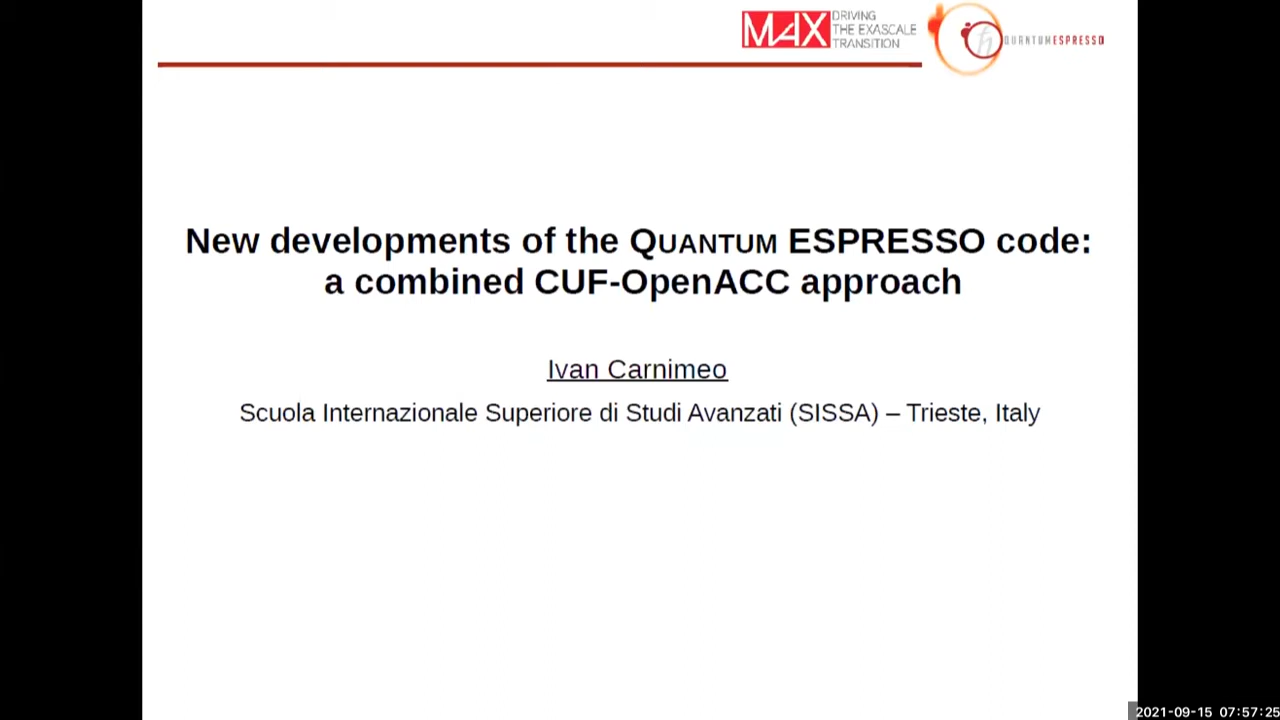 MAX DRIVING
THE EXASCALE
TRANSITION
QUANTUMESPRESSO
New developments of the QUANTUM ESPRESSO code:
a combined CUF-OpenACC approach
Ivan Carnimeo
Scuola Internazionale Superiore di Studi Avanzati (SISSA) – Trieste, Italy
2021-09-15 07:57:25